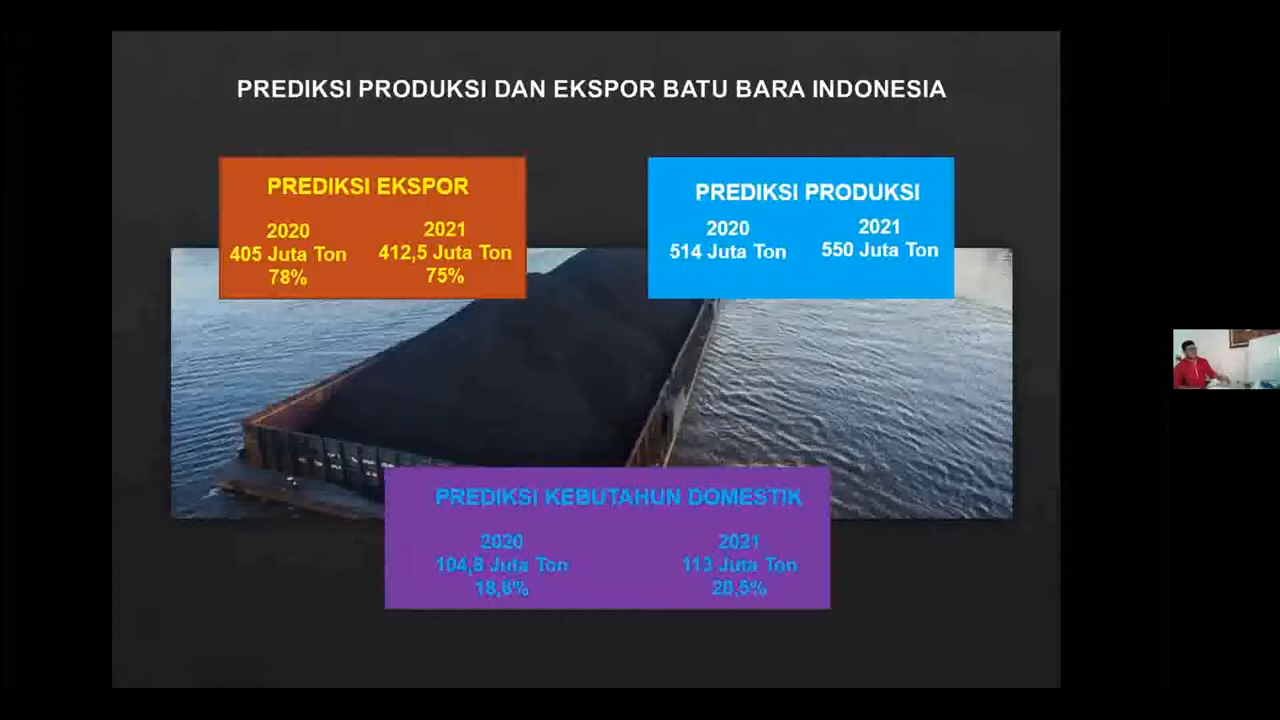 PREDIKSI PRODUKSI DAN EKSPOR BATU BARA INDONESIA
PREDIKSI EKSPOR
2020
405 Juta Ton
78%
2021
412,5 Juta Ton
75%
PREDIKSI PRODUKSI
2020
514 Juta Ton
2021
550 Juta Ton
PREDIKSI KEBUTAHUN DOMESTIK
2020
104,8 Juta Ton
18,6%
2021
113 Juta Ton
20,5%